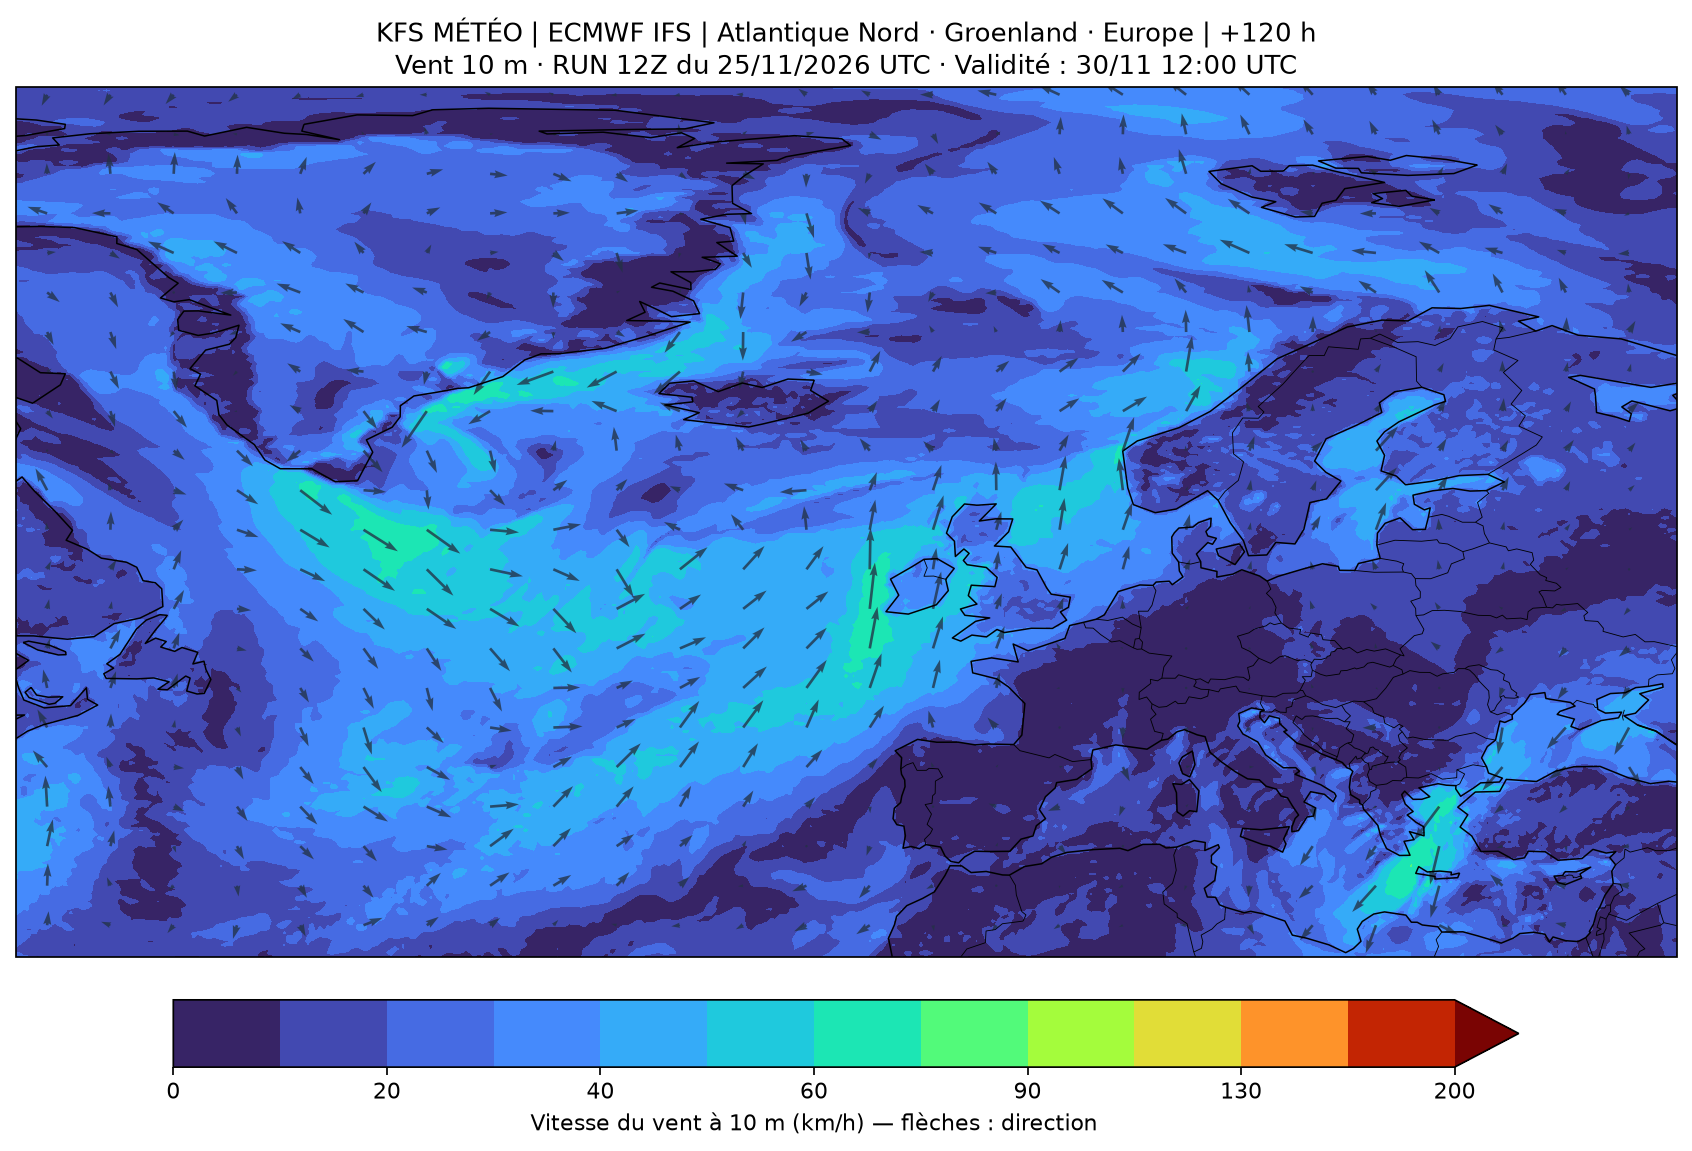 KFS MÉTÉO | ECMWF IFS | Atlantique Nord · Groenland · Europe | +120 h
Vent 10 m · RUN 12Z du 25/11/2026 UTC · Validité : 30/11 12:00 UTC
0 20 40 60 90 130 200
Vitesse du vent à 10 m (km/h) — flèches : direction